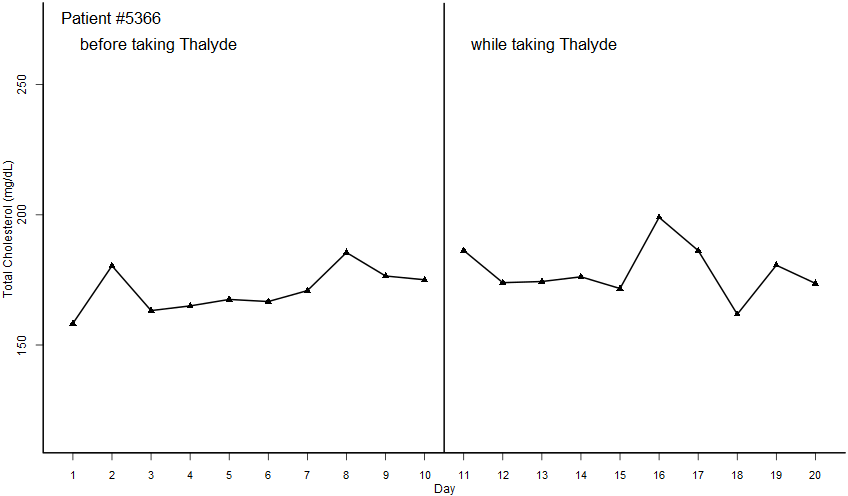 Patient #5366
before taking Thalyde
while taking Thalyde
Total Cholesterol (mg/dL)
250
200
150
1 2 3 4 5 6 7 8 9 10 11 12 13 14 15 16 17 18 19 20
Day